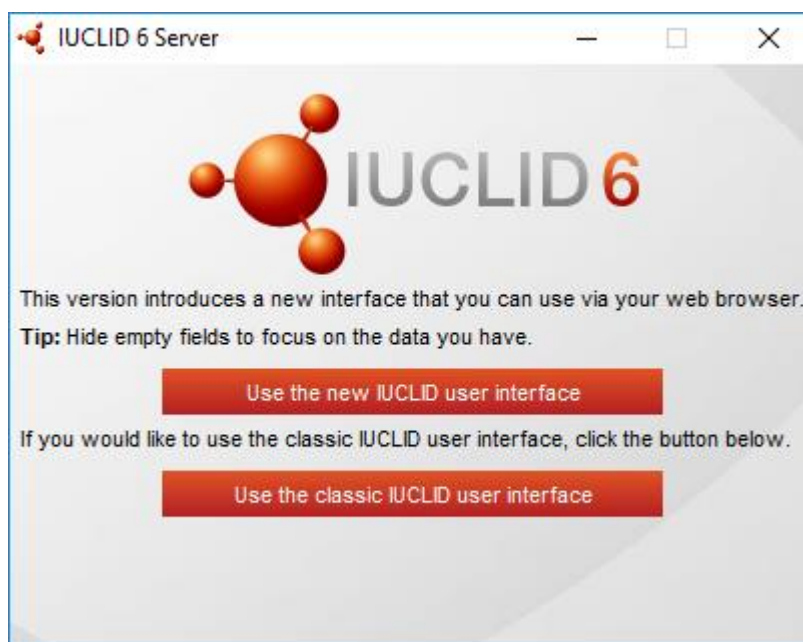 IUCLID 6 Server
IUCLID 6
This version introduces a new interface that you can use via your web browser.
Tip: Hide empty fields to focus on the data you have.
Use the new IUCLID user interface
If you would like to use the classic IUCLID user interface, click the button below.
Use the classic IUCLID user interface